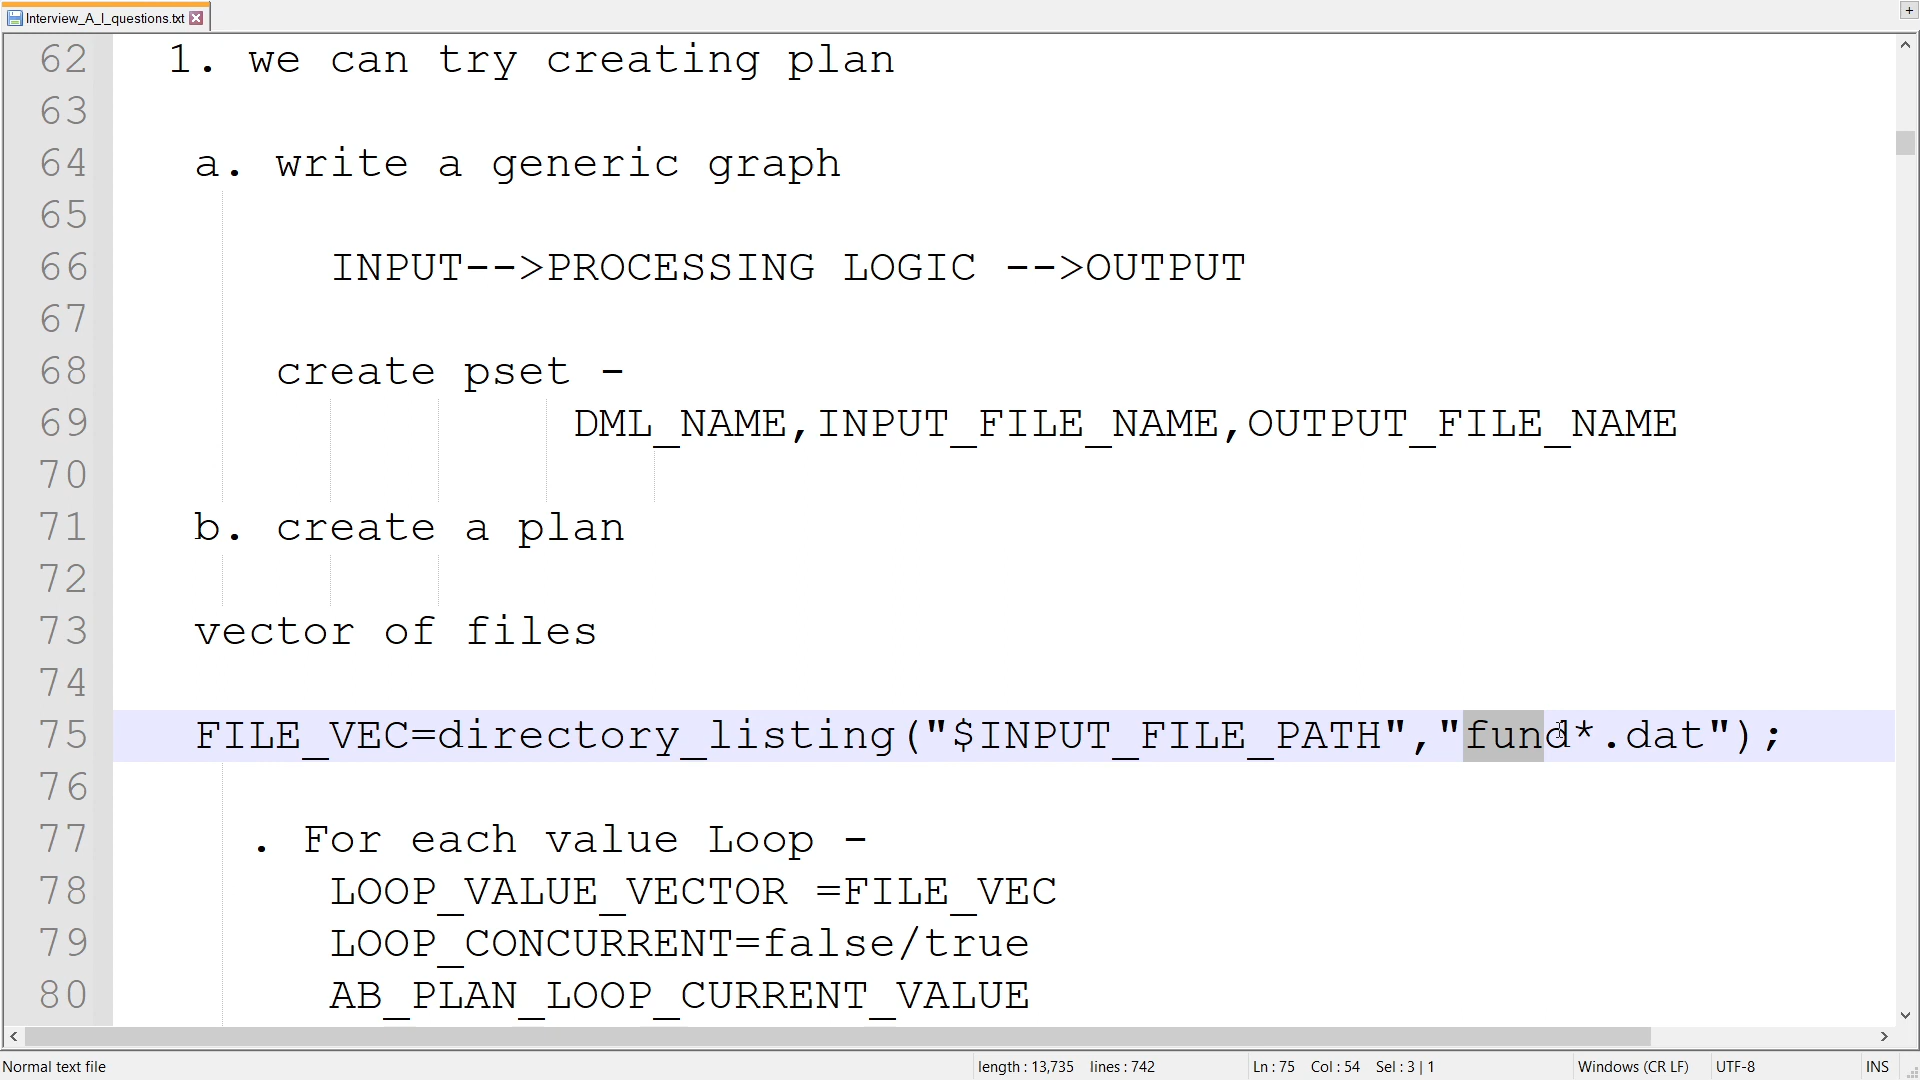 Interview_A_I_questions.txt
62 1. we can try creating plan
63
64 a. write a generic graph
65
66 INPUT-->PROCESSING LOGIC -->OUTPUT
67
68 create pset -
69 DML_NAME,INPUT_FILE_NAME,OUTPUT_FILE_NAME
70
71 b. create a plan
72
73 vector of files
74
75 FILE_VEC=directory_listing("$INPUT_FILE_PATH","fund*.dat");
76
77 . For each value Loop -
78 LOOP_VALUE_VECTOR =FILE_VEC
79 LOOP_CONCURRENT=false/true
80 AB_PLAN_LOOP_CURRENT_VALUE
Normal text file length : 13,735 lines : 742 Ln : 75 Col : 54 Sel : 3 | 1 Windows (CR LF) UTF-8 INS